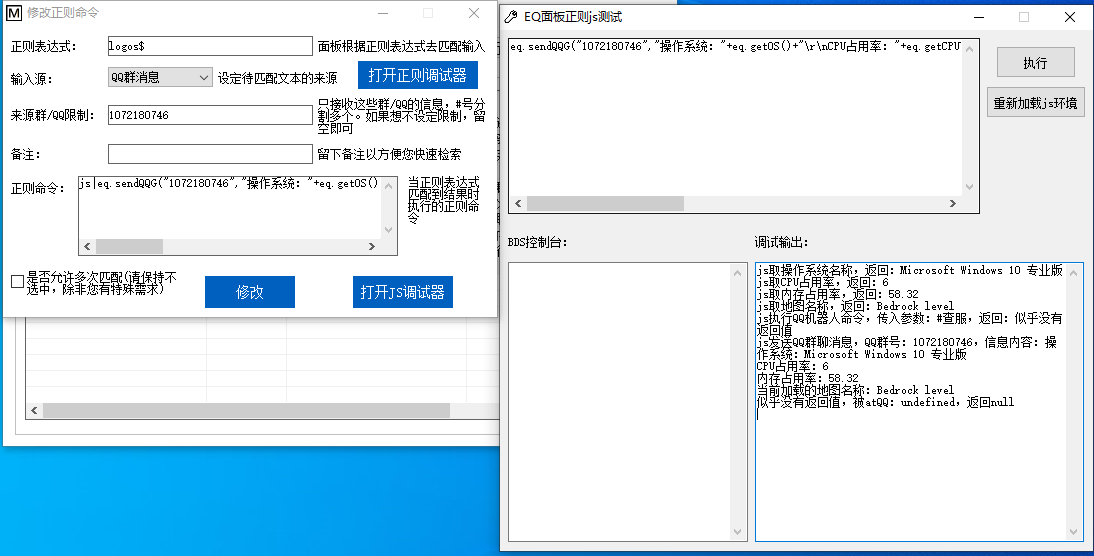 修改正则命令
正则表达式：
logos$
面板根据正则表达式去匹配输入
输入源：
QQ群消息
设定待匹配文本的来源
打开正则调试器
来源群/QQ限制：
1072180746
只接收这些群/QQ的信息，#号分
割多个。如果想不设定限制，留
空即可
备注：
留下备注以方便您快速检索
正则命令：
js|eq.sendQQG("1072180746","操作系统："+eq.getOS()
当正则表达式
匹配到结果时
执行的正则命
令
是否允许多次匹配(请保持不
选中，除非您有特殊需求)
修改
打开JS调试器
EQ面板正则js测试
eq.sendQQG("1072180746","操作系统："+eq.getOS()+"\r\nCPU占用率："+eq.getCPU
执行
重新加载js环境
BDS控制台：
调试输出：
js取操作系统名称，返回：Microsoft Windows 10 专业版
js取CPU占用率，返回：6
js取内存占用率，返回：58.32
js取地图名称，返回：Bedrock level
js执行QQ机器人命令，传入参数：#查服，返回：似乎没有
返回值
js发送QQ群聊消息，QQ群号：1072180746，信息内容：操
作系统：Microsoft Windows 10 专业版
CPU占用率：6
内存占用率：58.32
当前加载的地图名称：Bedrock level
似乎没有返回值，被atQQ：undefined，返回null